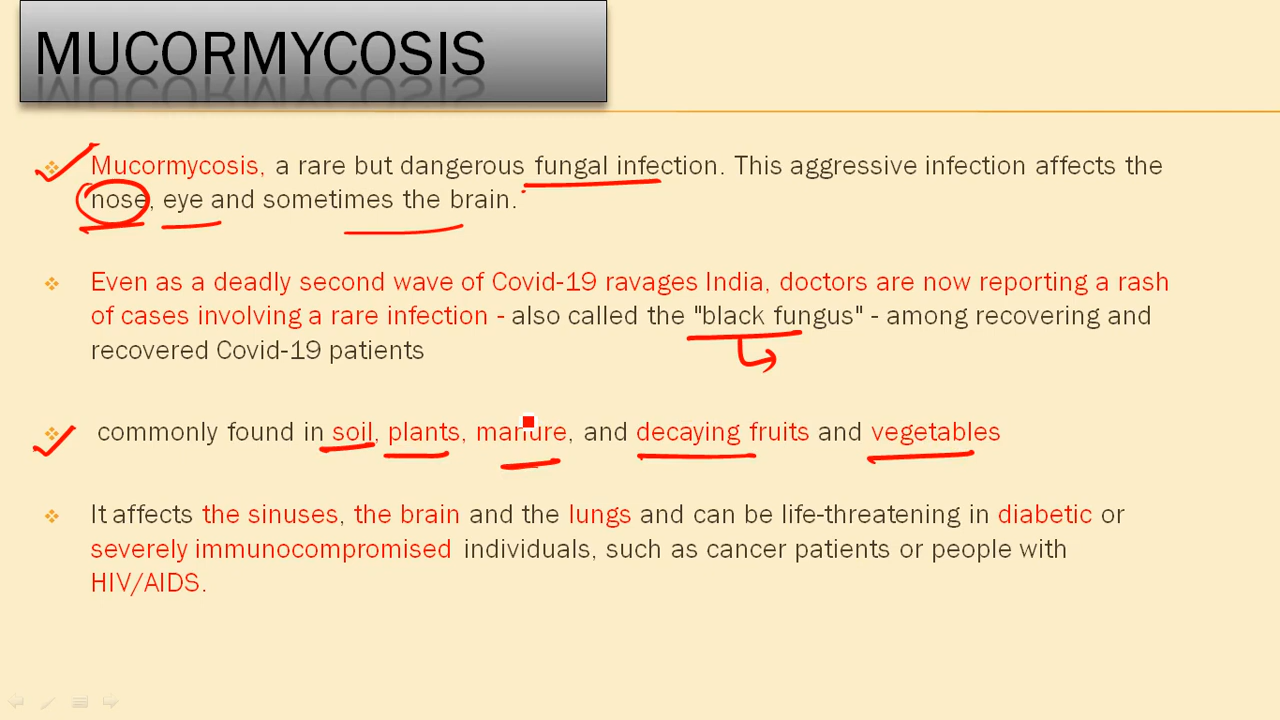 MUCORMYCOSIS
Mucormycosis, a rare but dangerous fungal infection. This aggressive infection affects the
nose, eye and sometimes the brain.
Even as a deadly second wave of Covid-19 ravages India, doctors are now reporting a rash
of cases involving a rare infection - also called the "black fungus" - among recovering and
recovered Covid-19 patients
commonly found in soil, plants, manure, and decaying fruits and vegetables
It affects the sinuses, the brain and the lungs and can be life-threatening in diabetic or
severely immunocompromised individuals, such as cancer patients or people with
HIV/AIDS.